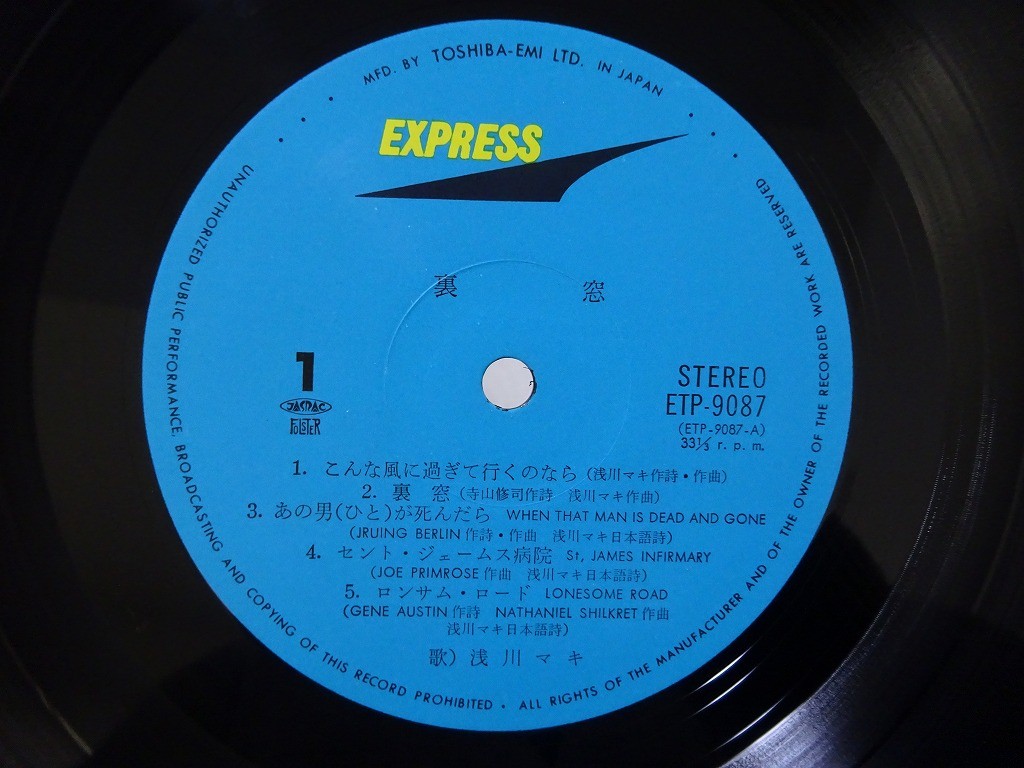 MFD. BY TOSHIBA-EMI LTD. IN JAPAN
EXPRESS
裏 窓
1
JASRAC
POLSTER
STEREO
ETP-9087
(ETP-9087-A)
33⅓ r. p. m.
1. こんな風に過ぎて行くのなら (浅川マキ作詩・作曲)
2. 裏 窓 (寺山修司作詩 浅川マキ作曲)
3. あの男(ひと)が死んだら WHEN THAT MAN IS DEAD AND GONE
(JRUING BERLIN 作詩・作曲 浅川マキ日本語詩)
4. セント・ジェームス病院 St, JAMES INFIRMARY
(JOE PRIMROSE 作曲 浅川マキ日本語詩)
5. ロンサム・ロード LONESOME ROAD
(GENE AUSTIN 作詩 NATHANIEL SHILKRET 作曲
浅川マキ日本語詩)
歌) 浅川マキ
UNAUTHORIZED PUBLIC PERFORMANCE, BROADCASTING AND COPYING OF THIS RECORD PROHIBITED • ALL RIGHTS OF THE MANUFACTURER AND OF THE OWNER OF THE RECORDED WORK ARE RESERVED